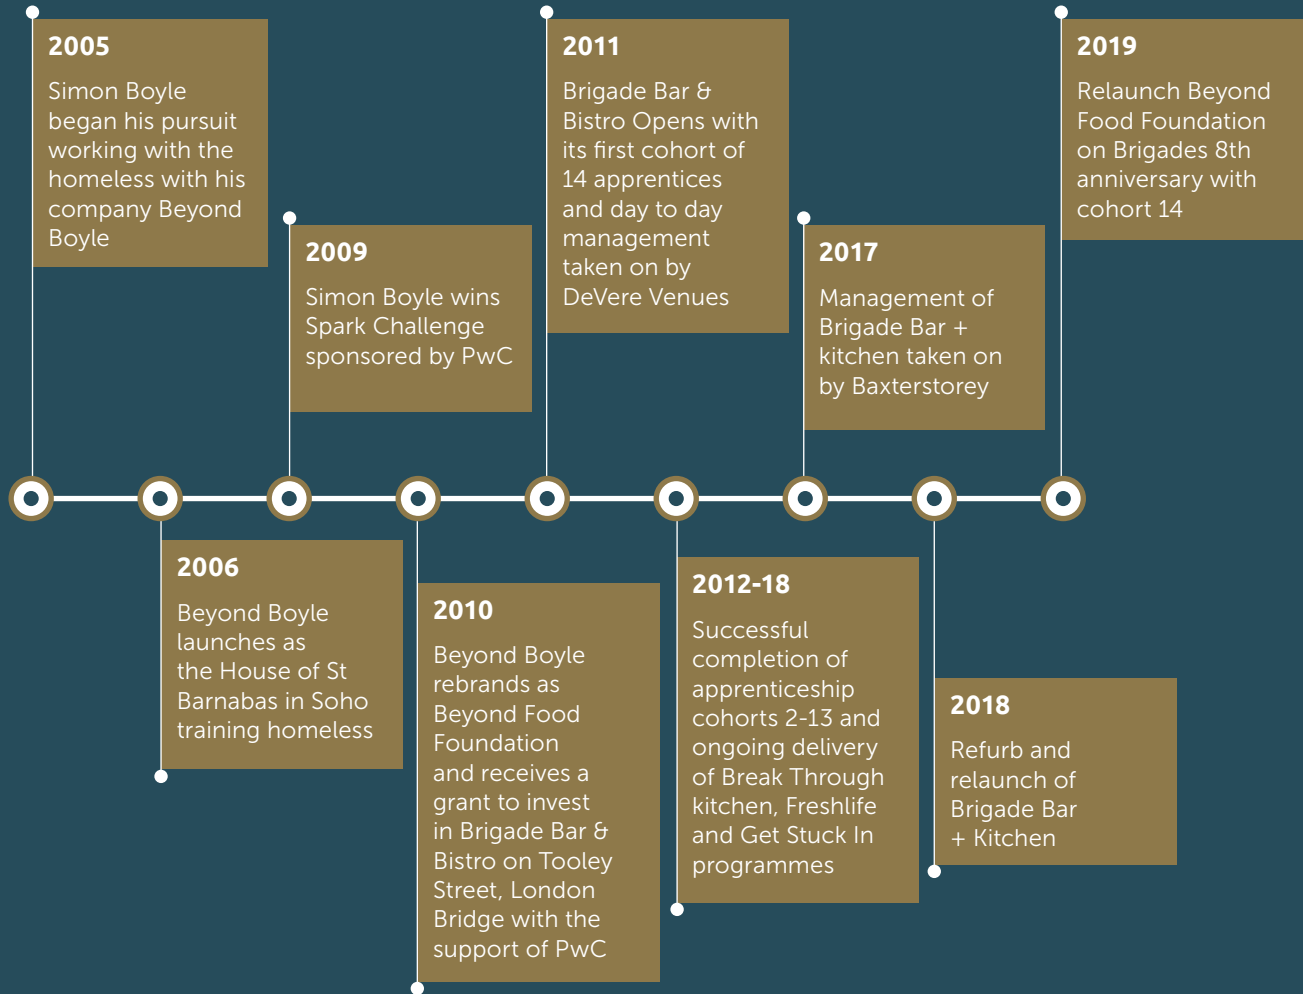 2005
Simon Boyle
began his pursuit
working with the
homeless with his
company Beyond
Boyle
2006
Beyond Boyle
launches as
the House of St
Barnabas in Soho
training homeless
2009
Simon Boyle wins
Spark Challenge
sponsored by PwC
2010
Beyond Boyle
rebrands as
Beyond Food
Foundation
and receives a
grant to invest
in Brigade Bar &
Bistro on Tooley
Street, London
Bridge with the
support of PwC
2011
Brigade Bar &
Bistro Opens with
its first cohort of
14 apprentices
and day to day
management
taken on by
DeVere Venues
2012-18
Successful
completion of
apprenticeship
cohorts 2-13 and
ongoing delivery
of Break Through
kitchen, Freshlife
and Get Stuck In
programmes
2017
Management of
Brigade Bar +
kitchen taken on
by Baxterstorey
2018
Refurb and
relaunch of
Brigade Bar
+ Kitchen
2019
Relaunch Beyond
Food Foundation
on Brigades 8th
anniversary with
cohort 14